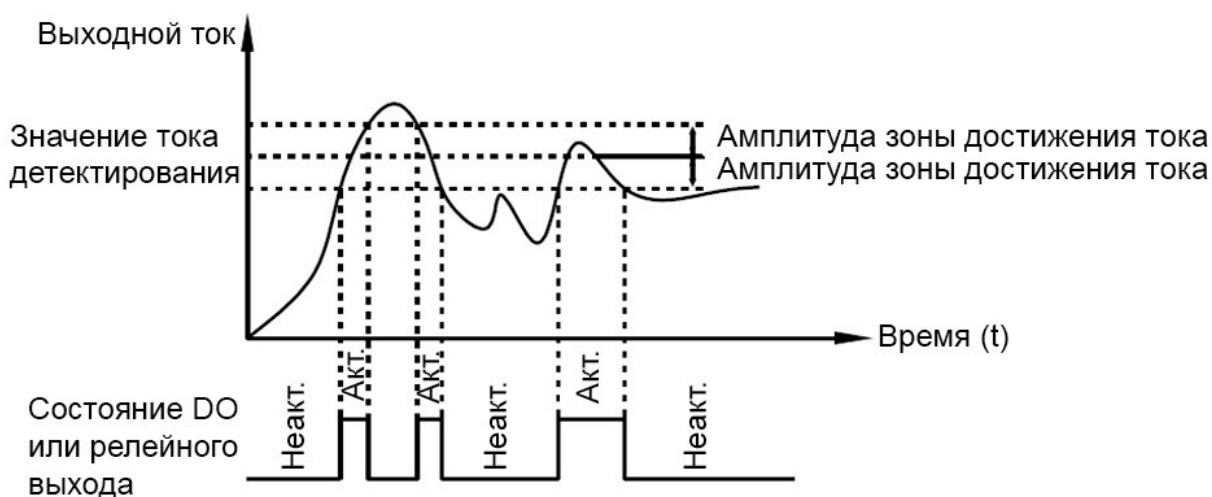 Выходной ток
Значение тока
детектирования
Амплитуда зоны достижения тока
Амплитуда зоны достижения тока
Время (t)
Состояние DO
или релейного
выхода
Неакт.
Акт.
Акт.
Неакт.
Акт.
Неакт.